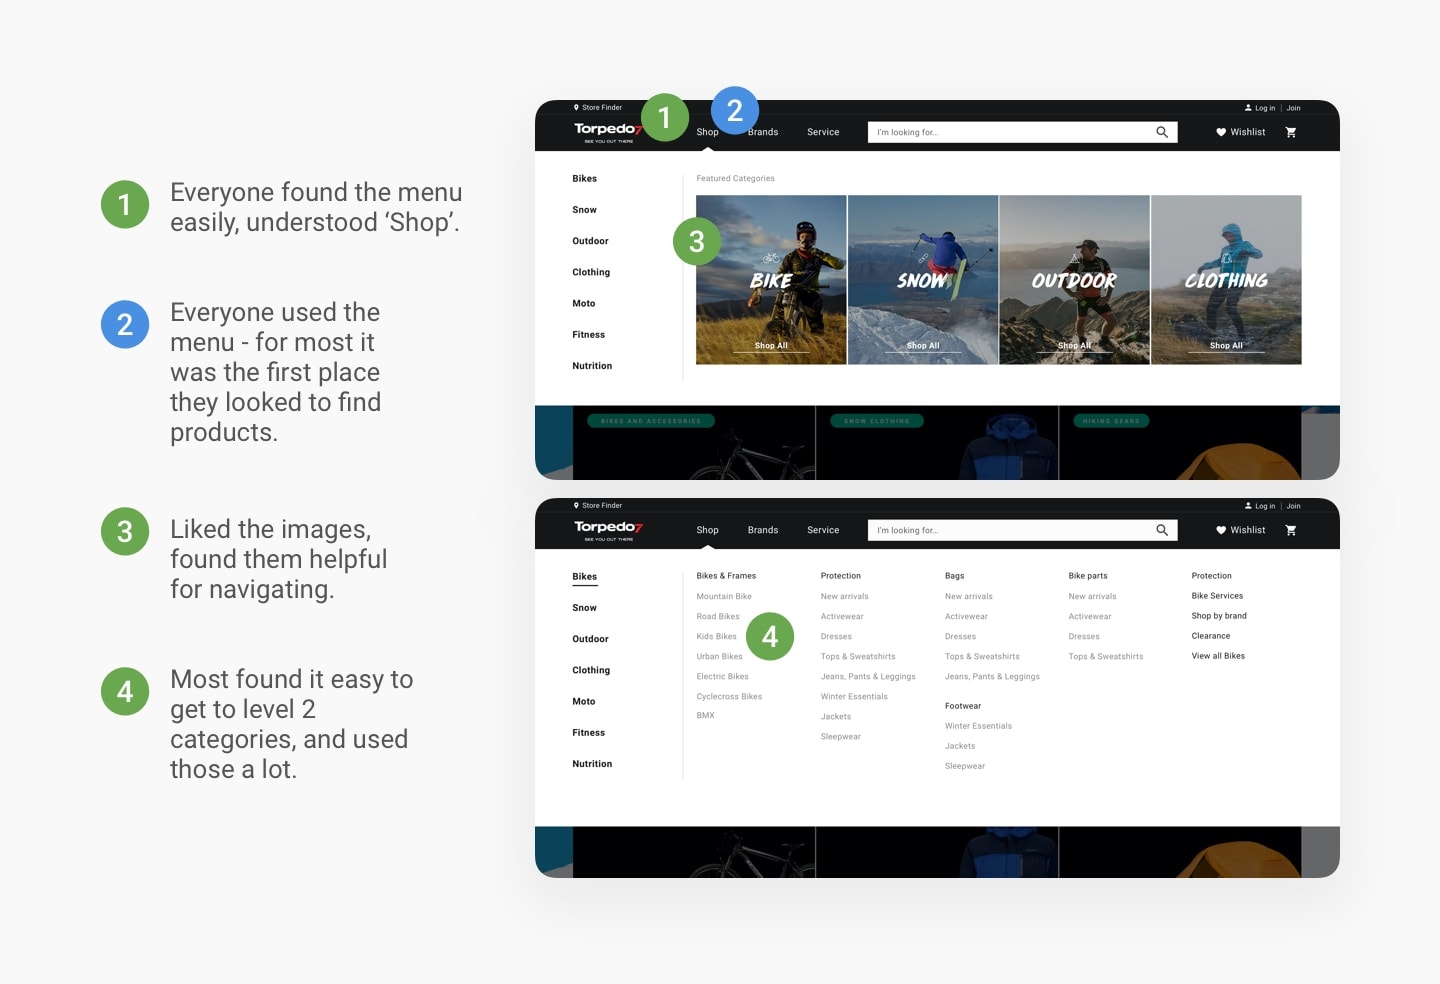 1
Everyone found the menu
easily, understood ‘Shop’.
2
Everyone used the
menu - for most it
was the first place
they looked to find
products.
3
Liked the images,
found them helpful
for navigating.
4
Most found it easy to
get to level 2
categories, and used
those a lot.
Store Finder
Log in | Join
1
2
Torpedo7
SEE YOU OUT THERE
Shop
Brands
Service
I'm looking for...
Wishlist
Bikes
Snow
Outdoor
Clothing
Moto
Fitness
Nutrition
Featured Categories
3
BIKE
Shop All
SNOW
Shop All
OUTDOOR
Shop All
CLOTHING
Shop All
BIKES AND ACCESSORIES
SNOW CLOTHING
HIKING GEARS
Store Finder
Log in | Join
Torpedo7
SEE YOU OUT THERE
Shop
Brands
Service
I'm looking for...
Wishlist
Bikes
Snow
Outdoor
Clothing
Moto
Fitness
Nutrition
Bikes & Frames
Mountain Bike
Road Bikes
Kids Bikes
Urban Bikes
Electric Bikes
Cyclecross Bikes
BMX
4
Protection
New arrivals
Activewear
Dresses
Tops & Sweatshirts
Jeans, Pants & Leggings
Winter Essentials
Jackets
Sleepwear
Bags
New arrivals
Activewear
Dresses
Tops & Sweatshirts
Jeans, Pants & Leggings
Footwear
Winter Essentials
Jackets
Sleepwear
Bike parts
New arrivals
Activewear
Dresses
Tops & Sweatshirts
Protection
Bike Services
Shop by brand
Clearance
View all Bikes